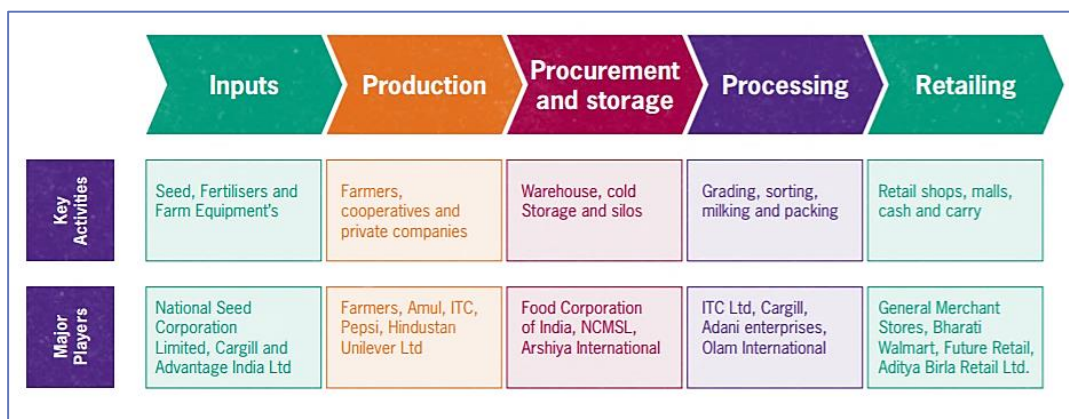 Inputs
Production
Procurement
and storage
Processing
Retailing
Key
Activities
Seed, Fertilisers and
Farm Equipment's
Farmers,
cooperatives and
private companies
Warehouse, cold
Storage and silos
Grading, sorting,
milking and packing
Retail shops, malls,
cash and carry
Major
Players
National Seed
Corporation
Limited, Cargill and
Advantage India Ltd
Farmers, Amul, ITC,
Pepsi, Hindustan
Unilever Ltd
Food Corporation
of India, NCMSL,
Arshiya International
ITC Ltd, Cargill,
Adani enterprises,
Olam International
General Merchant
Stores, Bharati
Walmart, Future Retail,
Aditya Birla Retail Ltd.